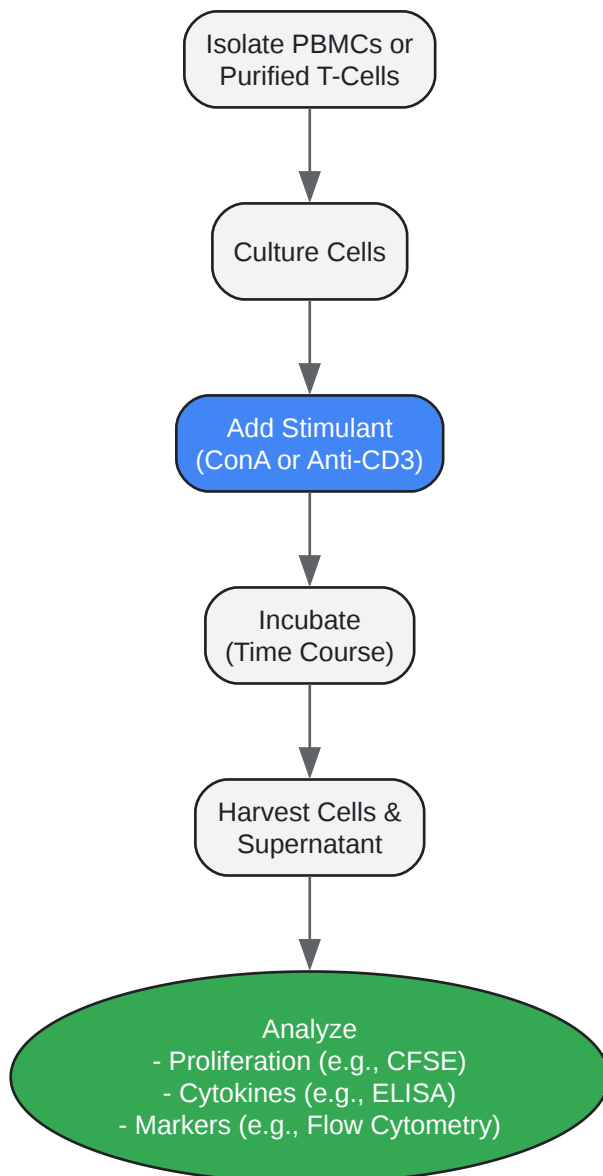 Isolate PBMCs or
Purified T-Cells
Culture Cells
Add Stimulant
(ConA or Anti-CD3)
Incubate
(Time Course)
Harvest Cells &
Supernatant
Analyze
- Proliferation (e.g., CFSE)
- Cytokines (e.g., ELISA)
- Markers (e.g., Flow Cytometry)